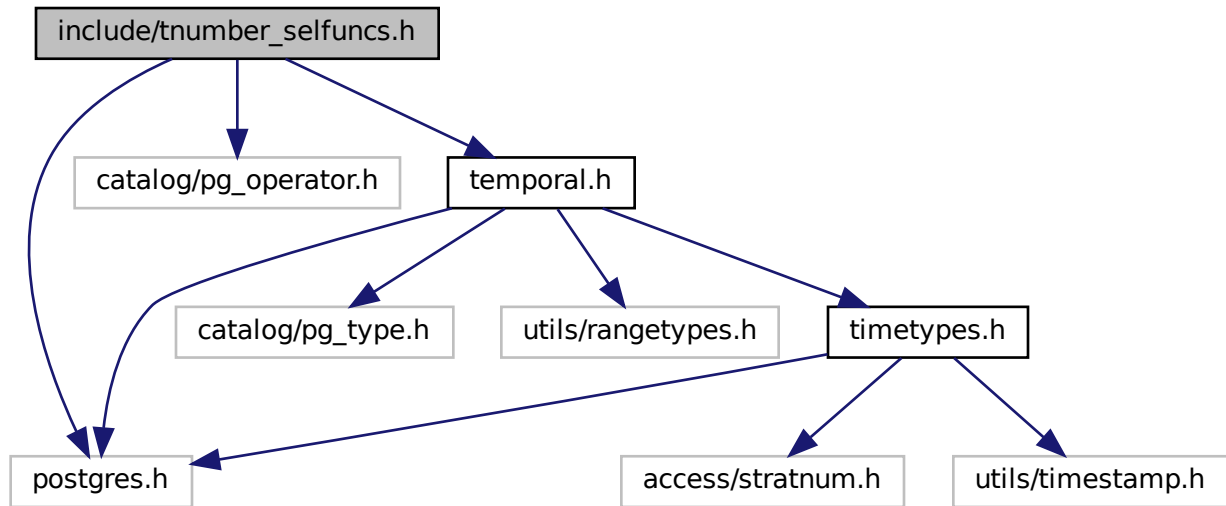 include/tnumber_selfuncs.h
catalog/pg_operator.h
temporal.h
catalog/pg_type.h
utils/rangetypes.h
timetypes.h
postgres.h
access/stratnum.h
utils/timestamp.h